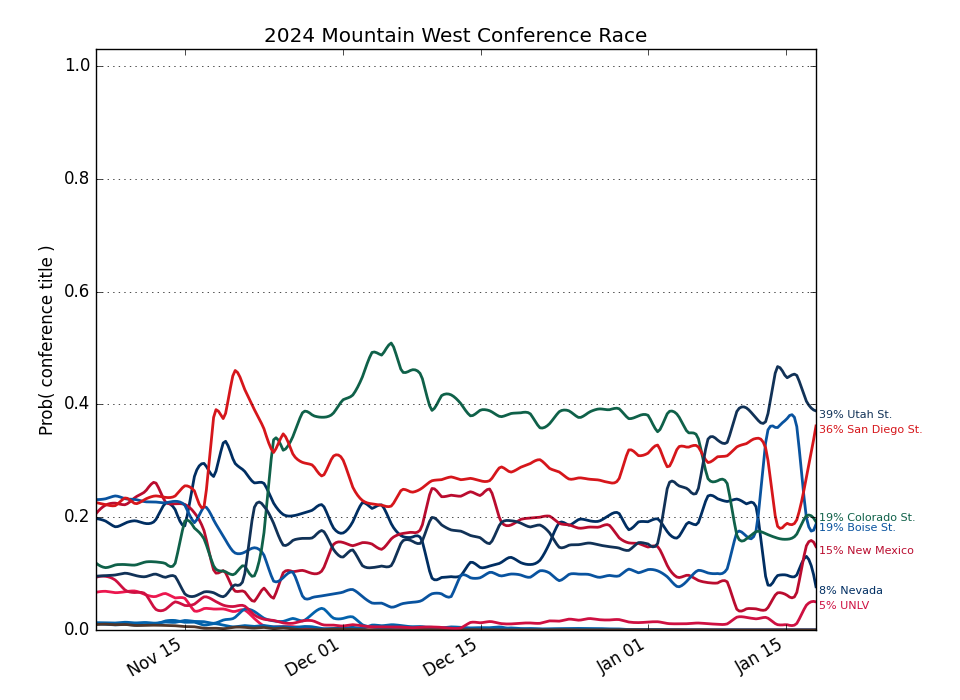 2024 Mountain West Conference Race
Prob( conference title )
1.0
0.8
0.6
0.4
0.2
0.0
39% Utah St.
36% San Diego St.
19% Colorado St.
19% Boise St.
15% New Mexico
8% Nevada
5% UNLV
Nov 15
Dec 01
Dec 15
Jan 01
Jan 15